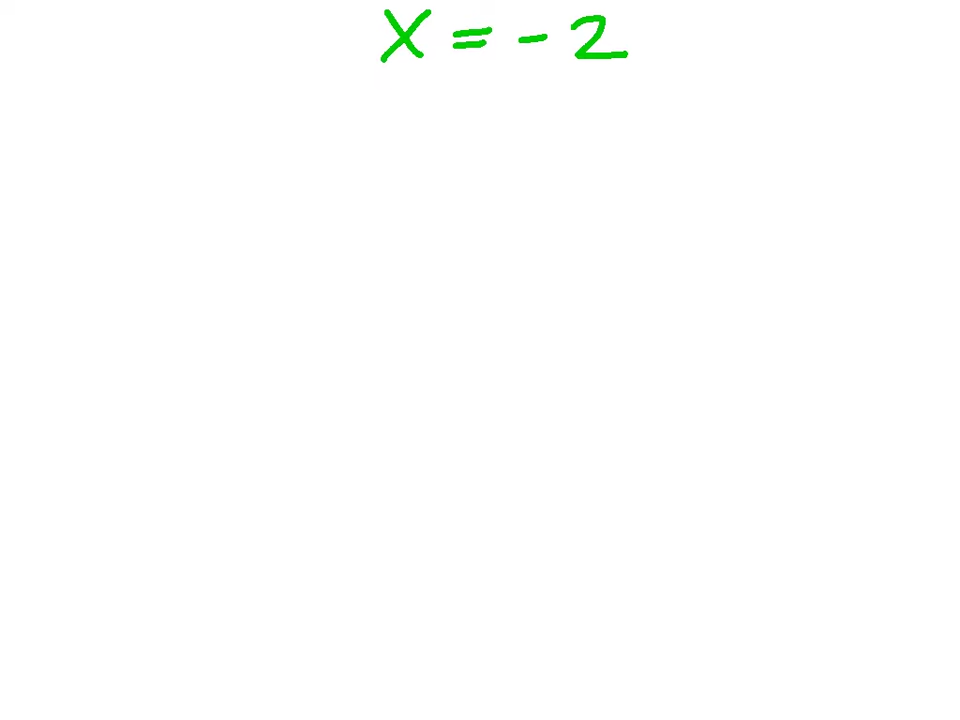 x = - 2